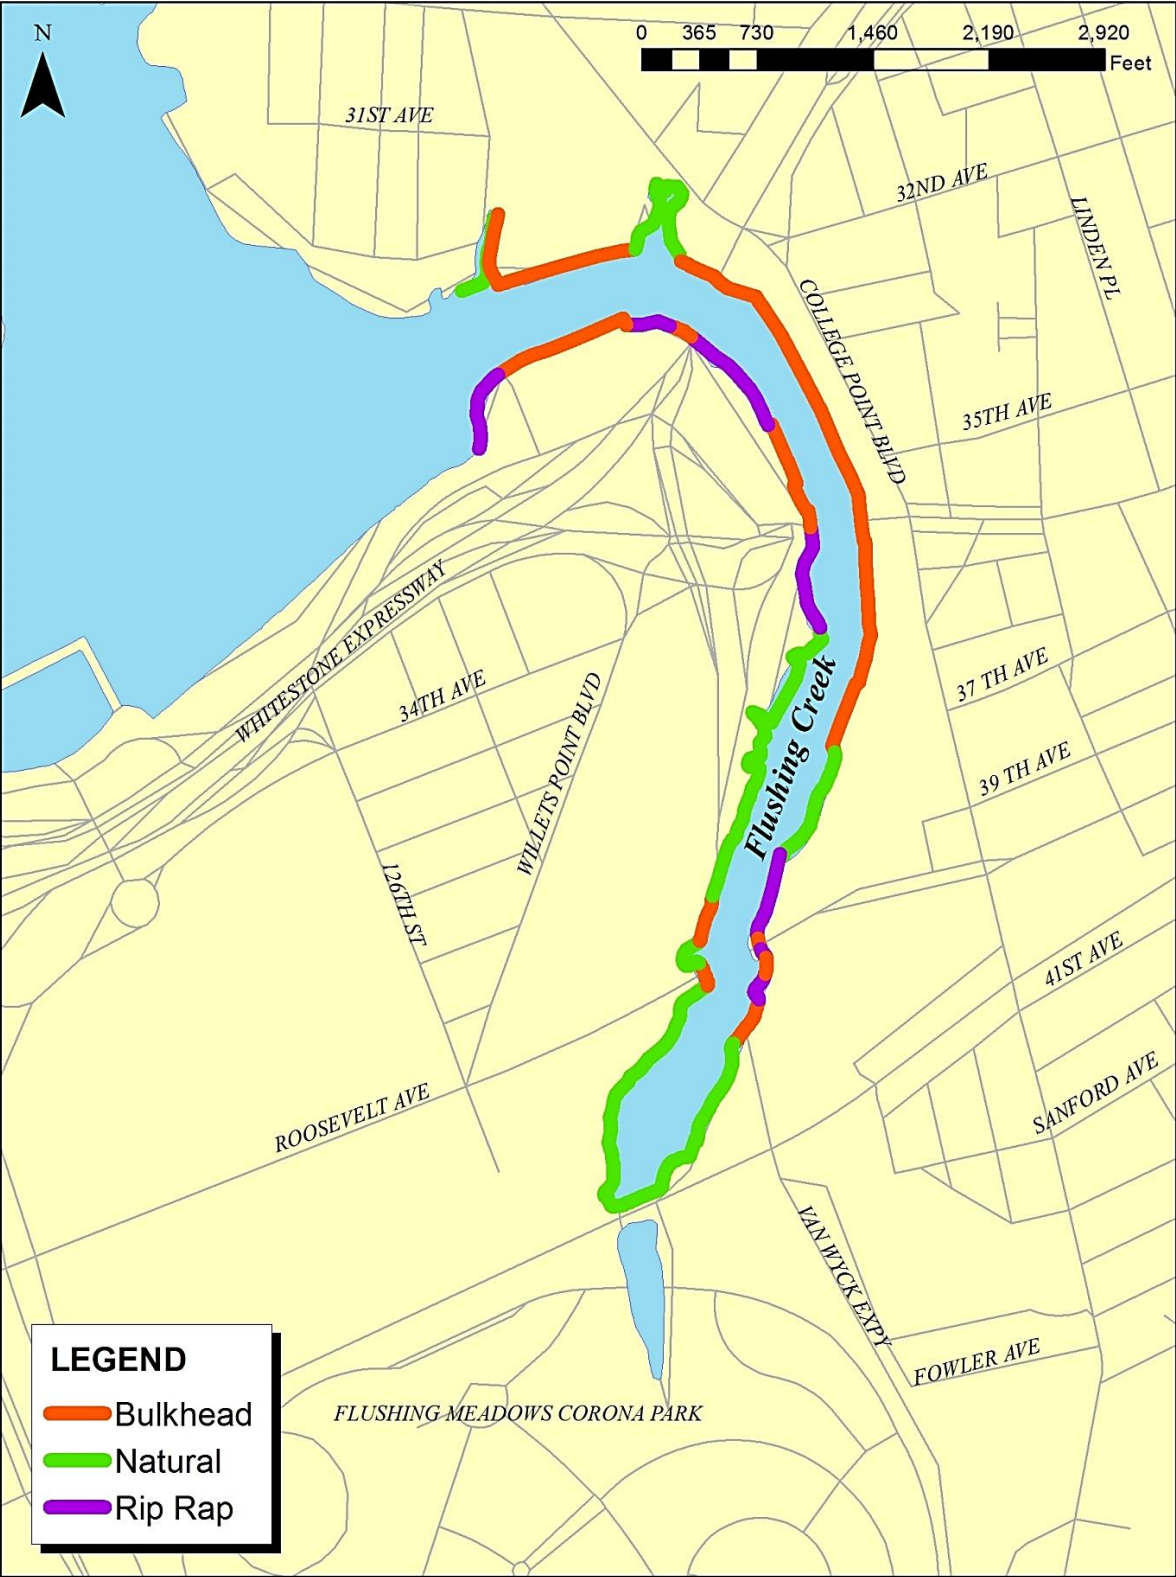 N
0 365 730 1,460 2,190 2,920
Feet
31ST AVE
32ND AVE
LINDEN PL
COLLEGE POINT BLVD
35TH AVE
WHITESTONE EXPRESSWAY
34TH AVE
WILLETS POINT BLVD
Flushing Creek
37 TH AVE
39 TH AVE
126TH ST
41ST AVE
SANFORD AVE
ROOSEVELT AVE
VAN WYCK EXPY
FOWLER AVE
FLUSHING MEADOWS CORONA PARK
LEGEND
Bulkhead
Natural
Rip Rap